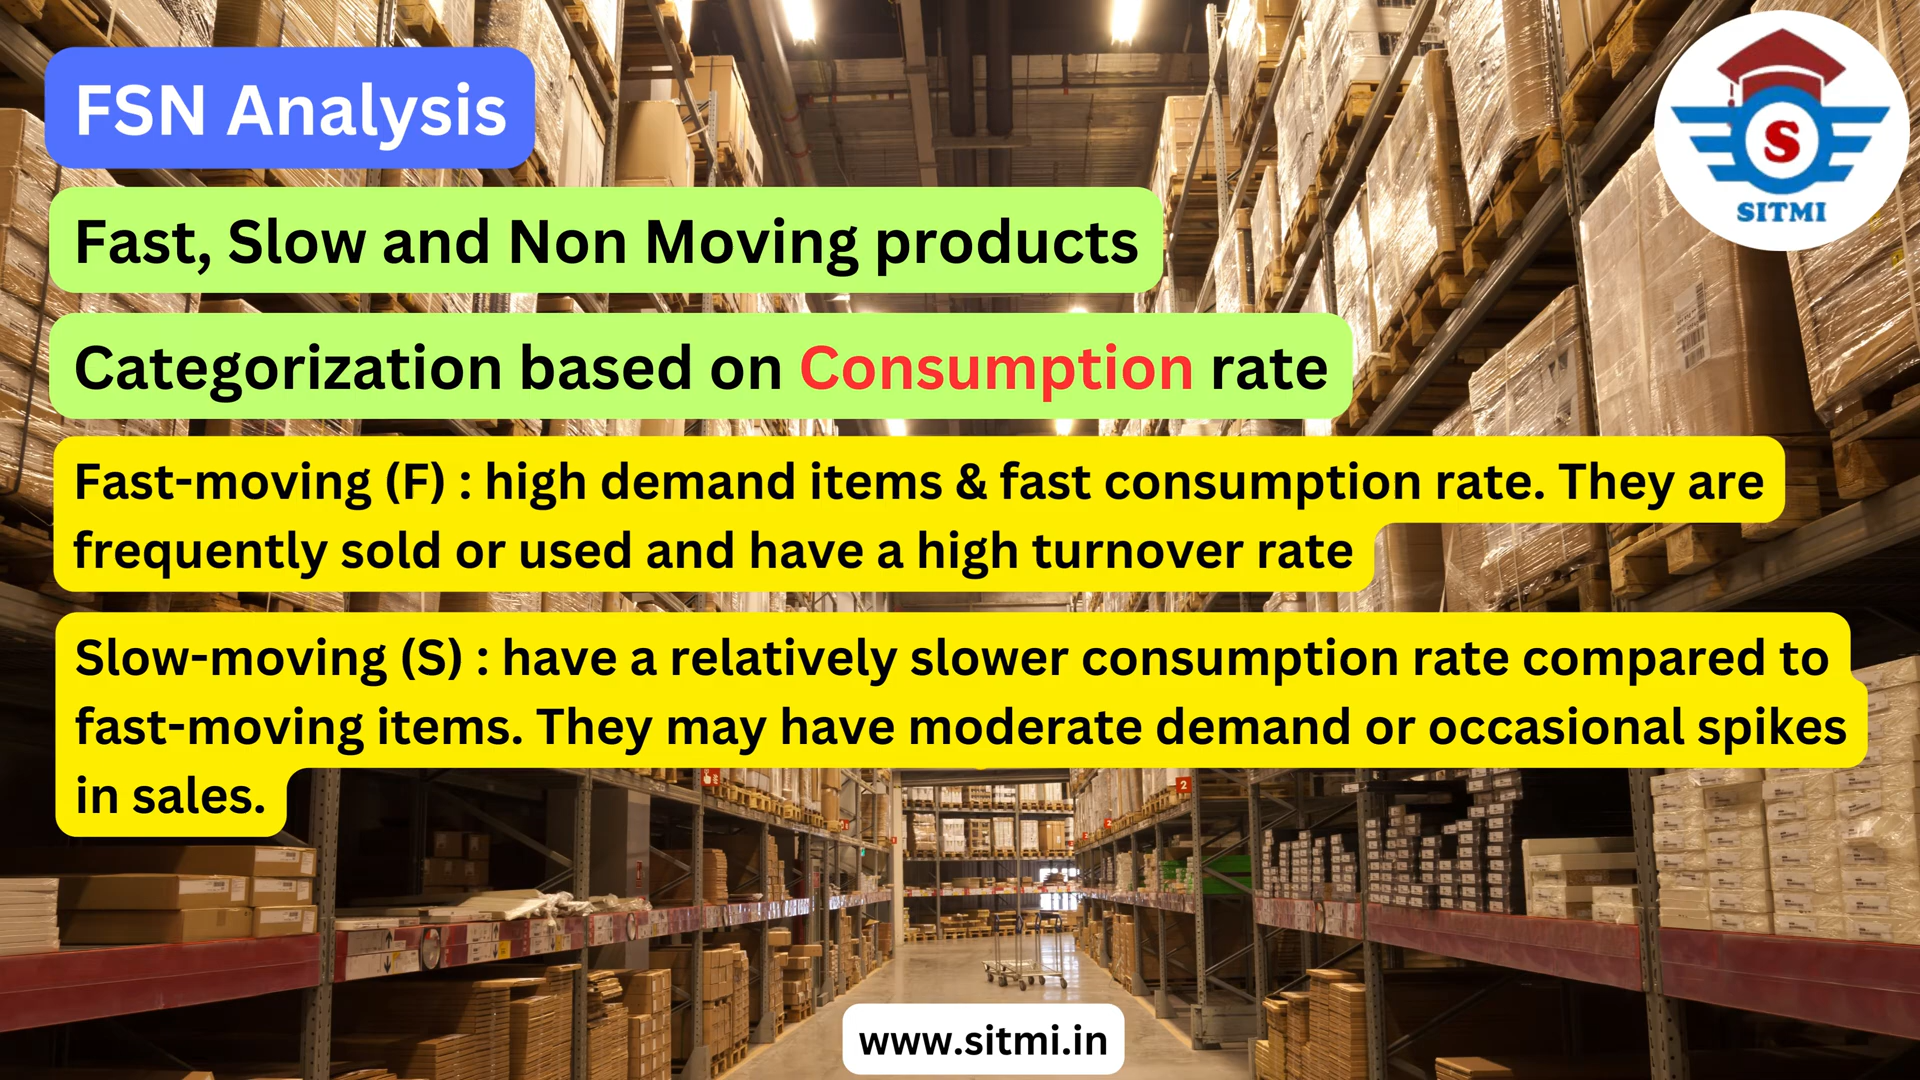 FSN Analysis
S
SITMI
Fast, Slow and Non Moving products
Categorization based on Consumption rate
Fast-moving (F) : high demand items & fast consumption rate. They are
frequently sold or used and have a high turnover rate
Slow-moving (S) : have a relatively slower consumption rate compared to
fast-moving items. They may have moderate demand or occasional spikes
in sales.
2
www.sitmi.in